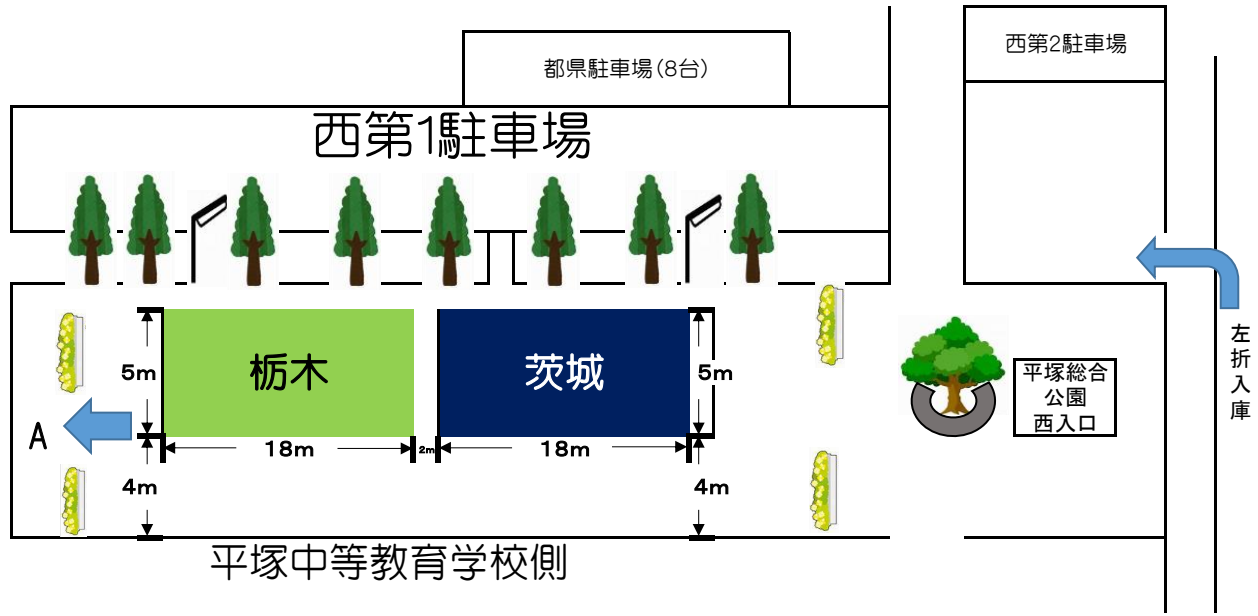 西第2駐車場
都県駐車場(8台)
西第1駐車場
左折入庫
栃木
茨城
5m
5m
平塚総合
公園
西入口
A
18m
2m
18m
4m
4m
平塚中等教育学校側